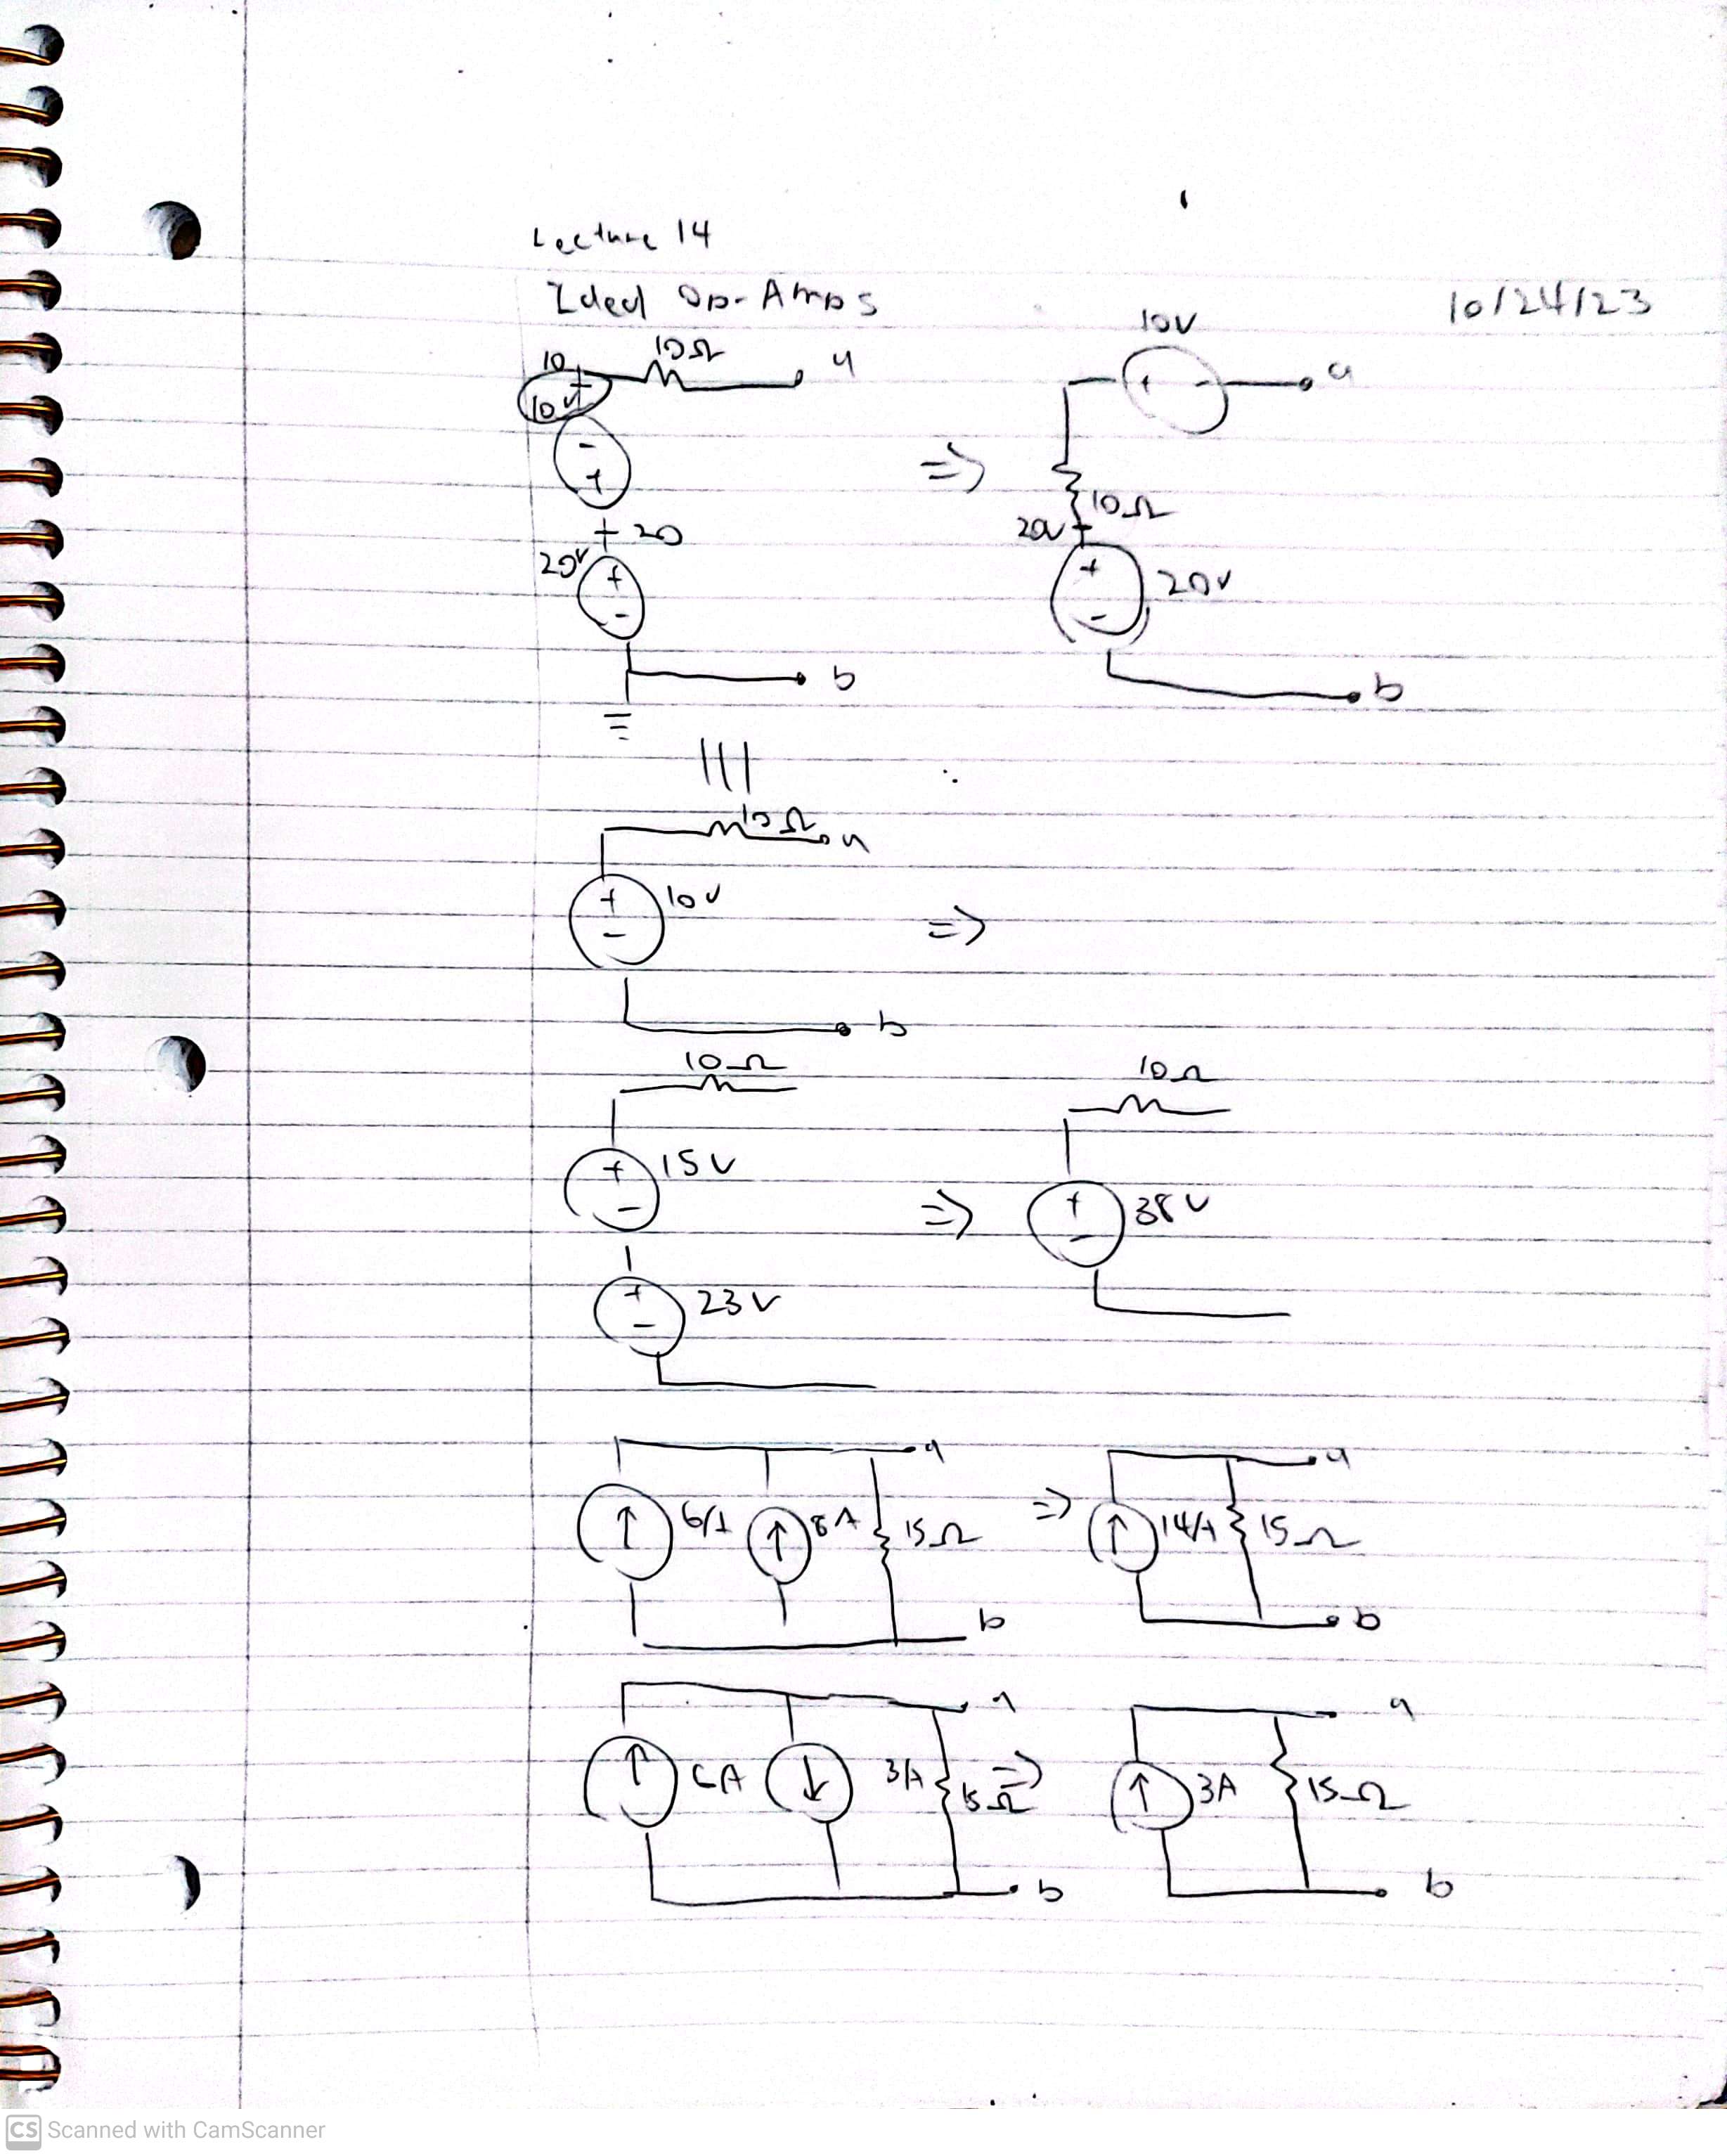 Lecture 14
Ideal Op-Amps
10/24/23
10
10Ω
a
10V
+
-
+
+ 20
20V
+
-
b
10V
+ -
a
=>
10Ω
20V +
+
-
20V
b
|||
10Ω
a
+
-
10V
=>
b
10Ω
+
-
15V
+
-
23V
=>
10Ω
+
-
38V
a
↑ 6A ↑ 8A 15Ω
b
=>
a
↑ 14A 15Ω
b
a
↑ 6A ↓ 3A 15Ω
b
=>
a
↑ 3A 15Ω
b
CS Scanned with CamScanner